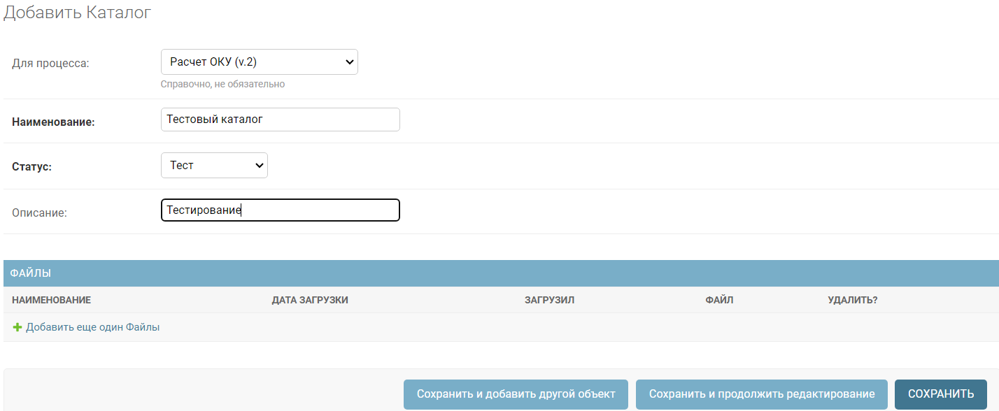 Добавить Каталог
Для процесса: Расчет ОКУ (v.2)
Справочно, не обязательно
Наименование: Тестовый каталог
Статус: Тест
Описание: Тестирование
ФАЙЛЫ
НАИМЕНОВАНИЕ ДАТА ЗАГРУЗКИ ЗАГРУЗИЛ ФАЙЛ УДАЛИТЬ?
Добавить еще один Файлы
Сохранить и добавить другой объект Сохранить и продолжить редактирование СОХРАНИТЬ